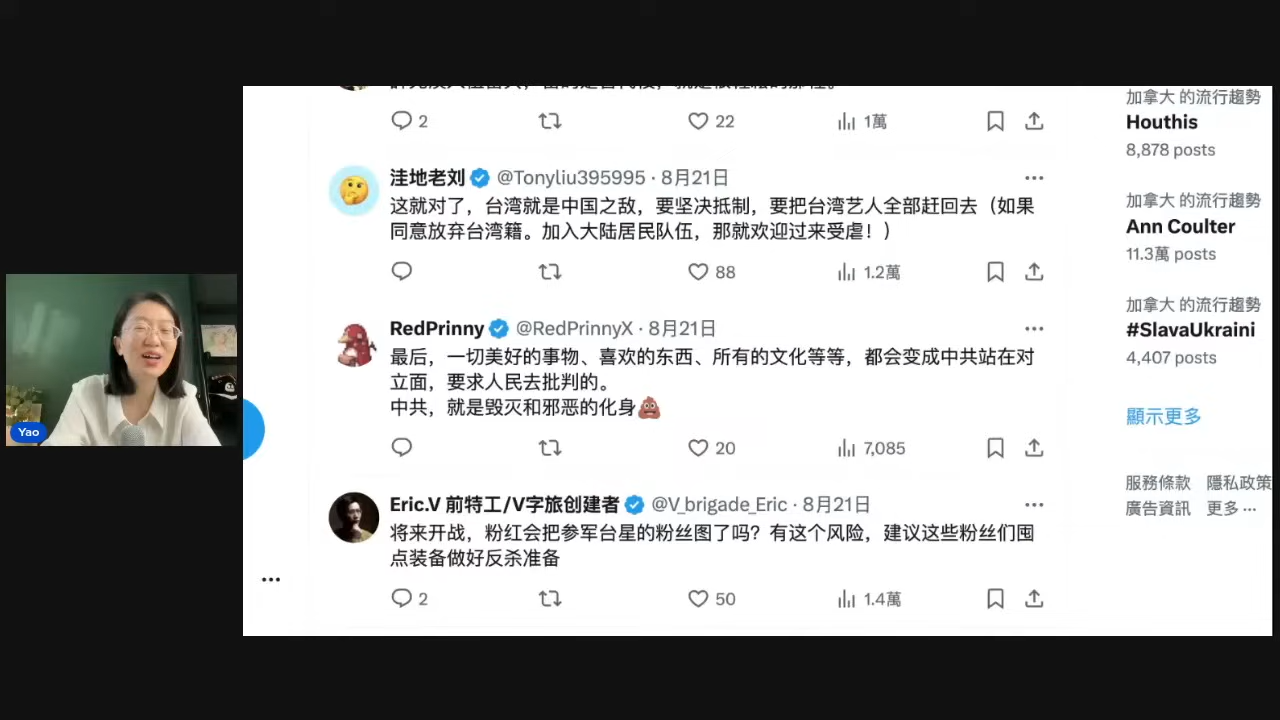 2 22 1萬
洼地老刘 @Tonyliu395995 · 8月21日
这就对了，台湾就是中国之敌，要坚决抵制，要把台湾艺人全部赶回去（如果
同意放弃台湾籍。加入大陆居民队伍，那就欢迎过来受虐！）
88 1.2萬
RedPrinny @RedPrinnyX · 8月21日
最后，一切美好的事物、喜欢的东西、所有的文化等等，都会变成中共站在对
立面，要求人民去批判的。
中共，就是毁灭和邪恶的化身💩
20 7,085
Eric.V 前特工/V字旅创建者 @V_brigade_Eric · 8月21日
将来开战，粉红会把参军台星的粉丝图了吗？有这个风险，建议这些粉丝们囤
点装备做好反杀准备
2 50 1.4萬
加拿大 的流行趨勢
Houthis
8,878 posts
加拿大 的流行趨勢
Ann Coulter
11.3萬 posts
加拿大 的流行趨勢
#SlavaUkraini
4,407 posts
顯示更多
服務條款 隱私政策
廣告資訊 更多 ···
Yao